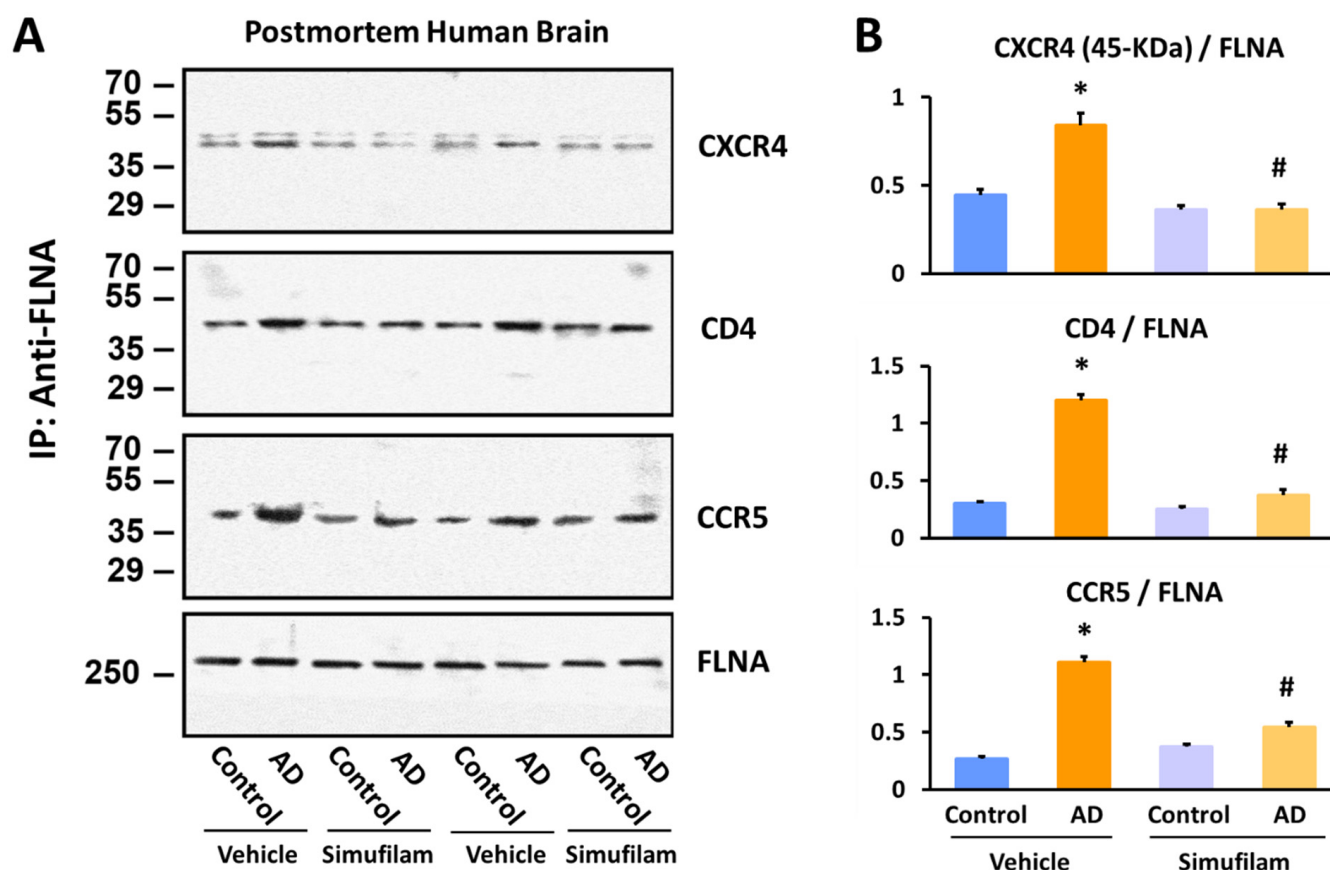 A
Postmortem Human Brain
IP: Anti-FLNA
70
55
35
29
CXCR4
70
55
35
29
CD4
70
55
35
29
CCR5
250
FLNA
Control AD Control AD Control AD Control AD
Vehicle Simufilam Vehicle Simufilam
B
CXCR4 (45-KDa) / FLNA
1
0.5
0
*
#
CD4 / FLNA
1.5
1
0.5
0
*
#
CCR5 / FLNA
1.5
1
0.5
0
*
#
Control AD Control AD
Vehicle Simufilam